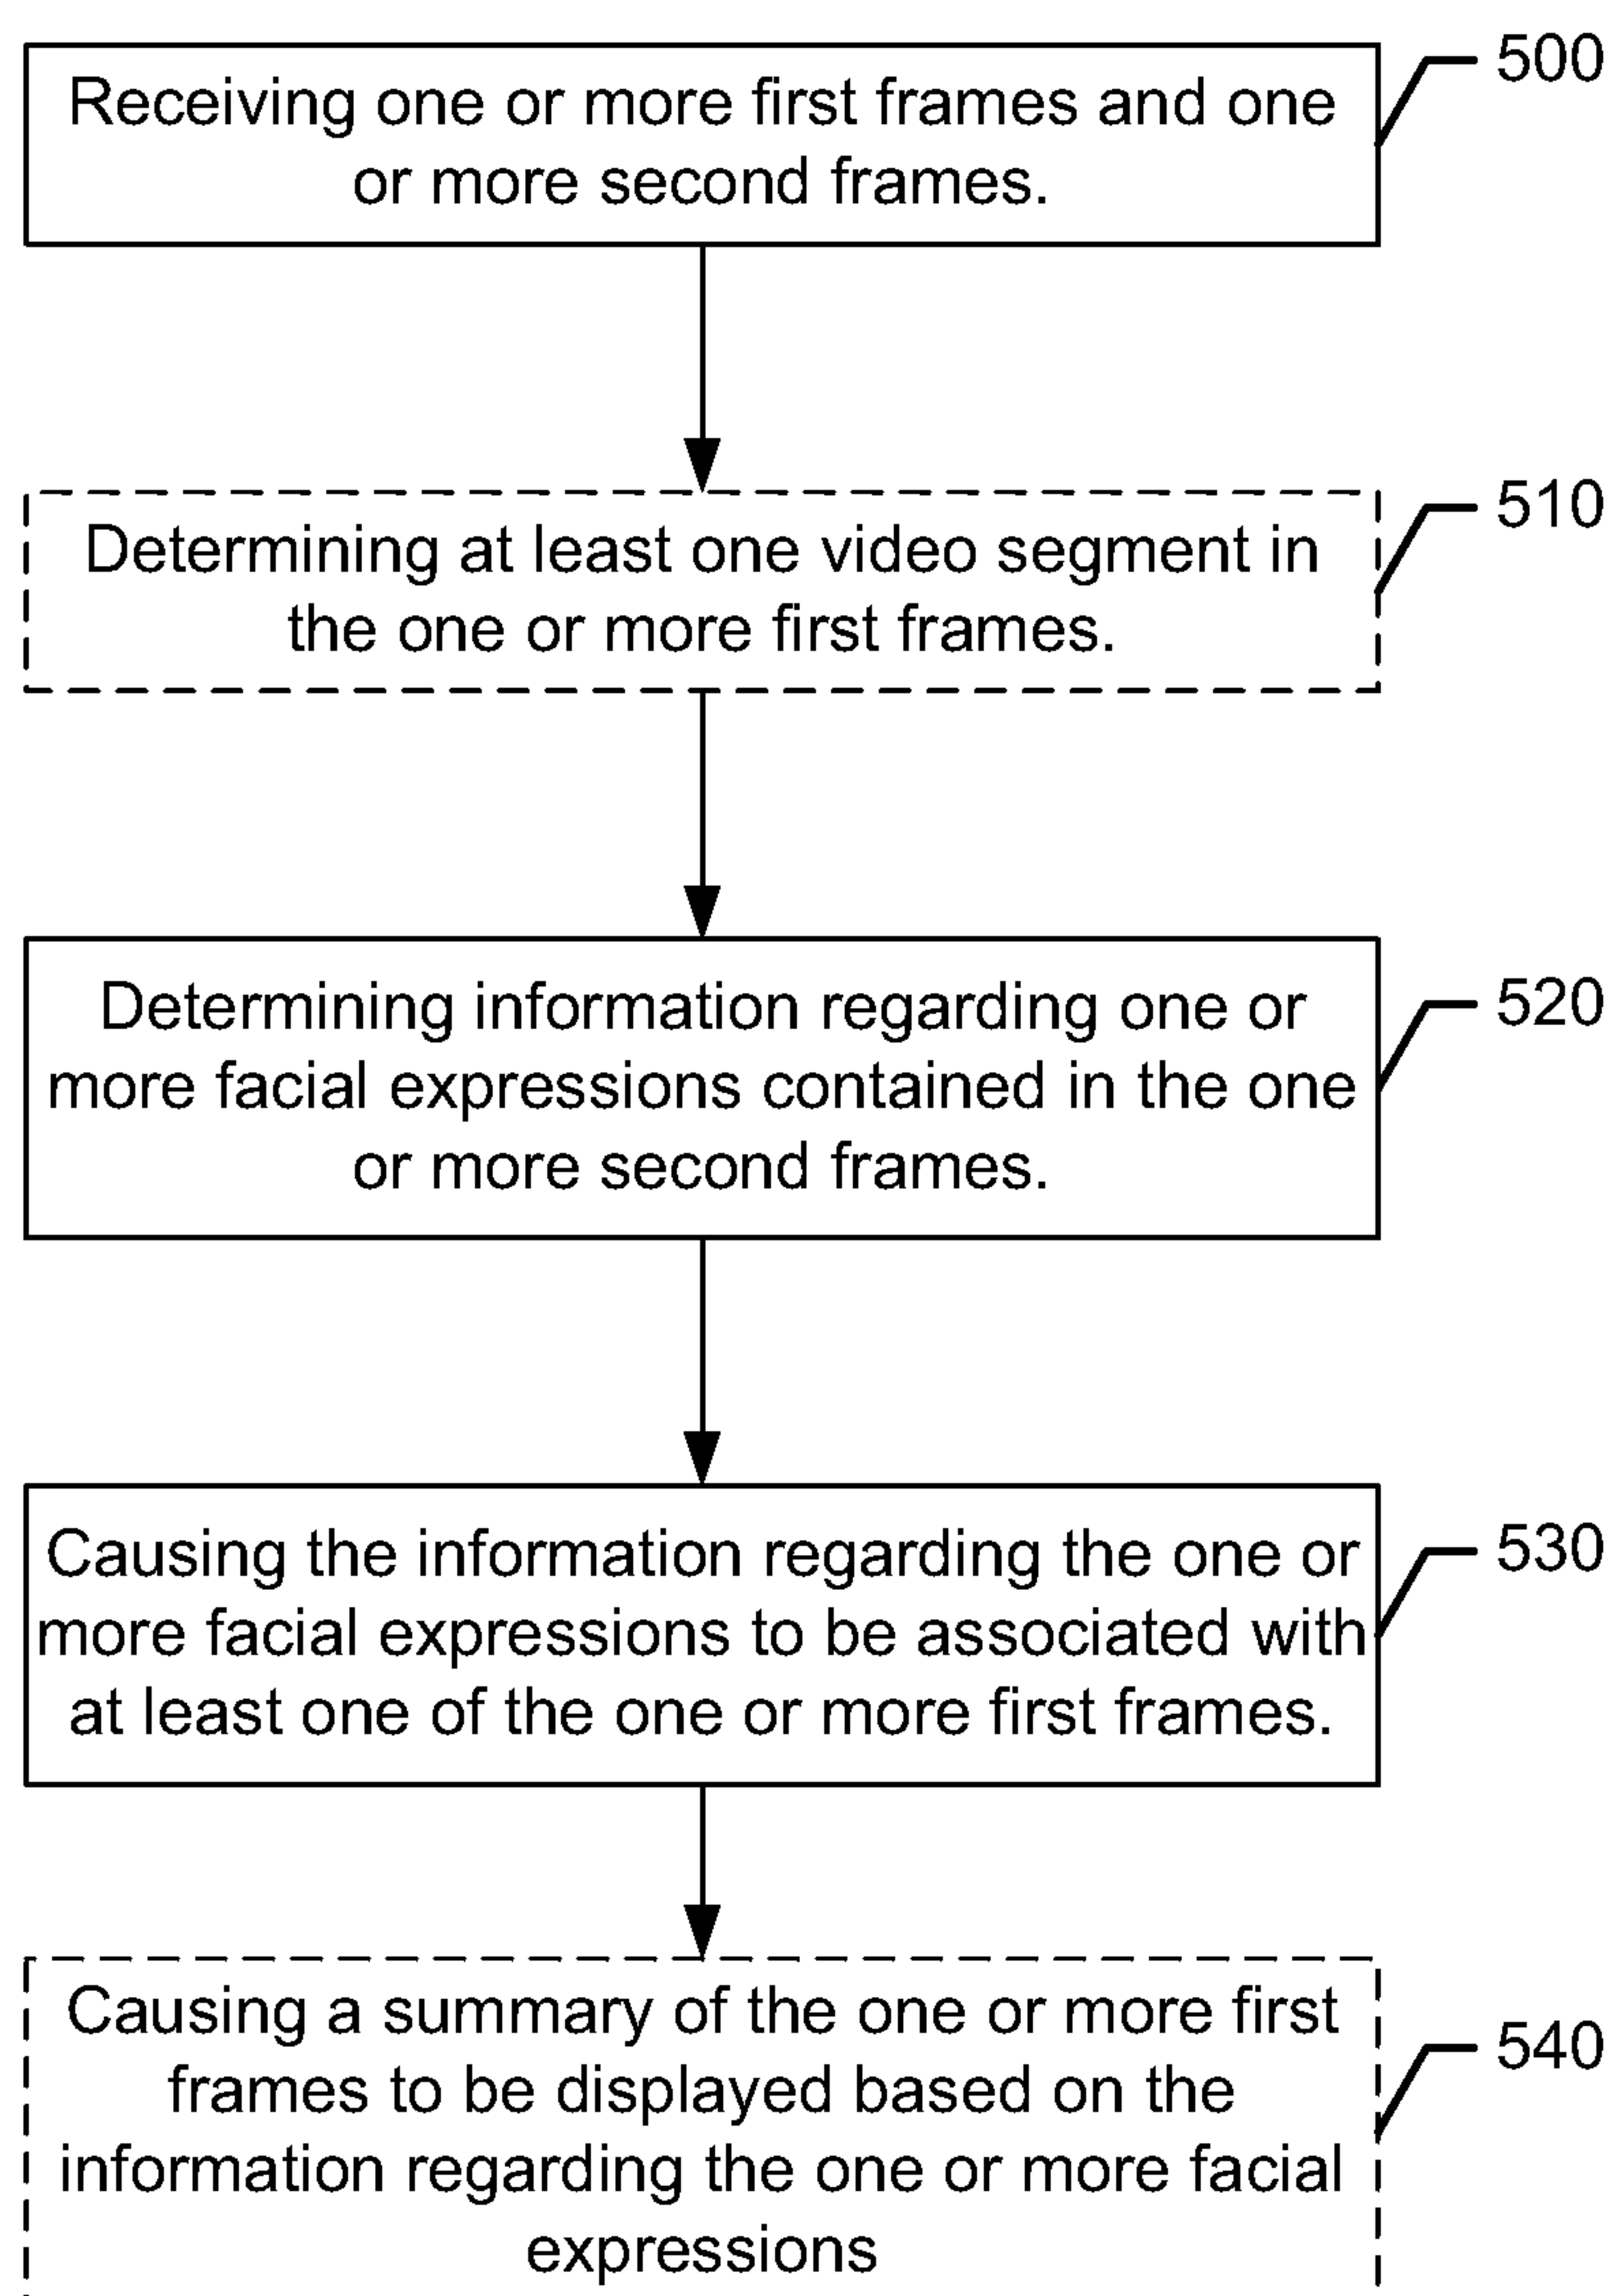 Receiving one or more first frames and one
or more second frames.
500
Determining at least one video segment in
the one or more first frames.
510
Determining information regarding one or
more facial expressions contained in the one
or more second frames.
520
Causing the information regarding the one or
more facial expressions to be associated with
at least one of the one or more first frames.
530
Causing a summary of the one or more first
frames to be displayed based on the
information regarding the one or more facial
expressions
540